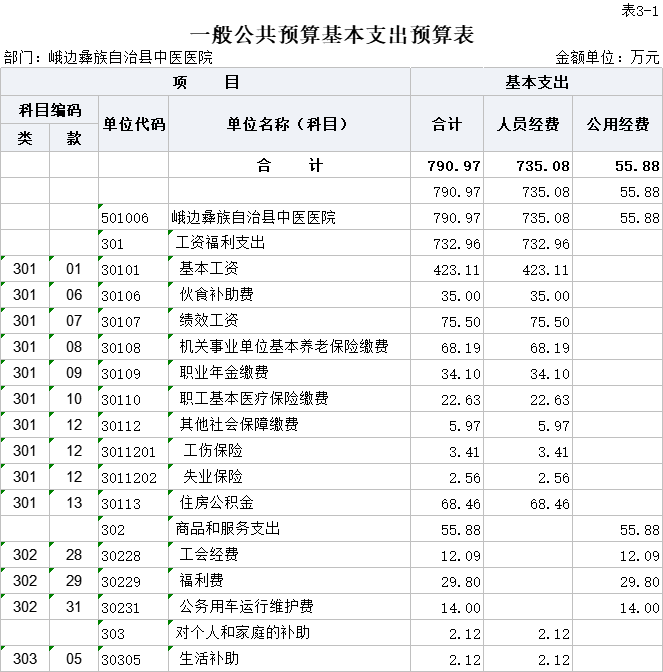 表3-1
一般公共预算基本支出预算表
部门：峨边彝族自治县中医医院 金额单位：万元
项 目 基本支出
科目编码 单位代码 单位名称（科目） 合计 人员经费 公用经费
类 款
合 计 790.97 735.08 55.88
790.97 735.08 55.88
501006 峨边彝族自治县中医医院 790.97 735.08 55.88
301 工资福利支出 732.96 732.96
301 01 30101 基本工资 423.11 423.11
301 06 30106 伙食补助费 35.00 35.00
301 07 30107 绩效工资 75.50 75.50
301 08 30108 机关事业单位基本养老保险缴费 68.19 68.19
301 09 30109 职业年金缴费 34.10 34.10
301 10 30110 职工基本医疗保险缴费 22.63 22.63
301 12 30112 其他社会保障缴费 5.97 5.97
301 12 3011201 工伤保险 3.41 3.41
301 12 3011202 失业保险 2.56 2.56
301 13 30113 住房公积金 68.46 68.46
302 商品和服务支出 55.88 55.88
302 28 30228 工会经费 12.09 12.09
302 29 30229 福利费 29.80 29.80
302 31 30231 公务用车运行维护费 14.00 14.00
303 对个人和家庭的补助 2.12 2.12
303 05 30305 生活补助 2.12 2.12